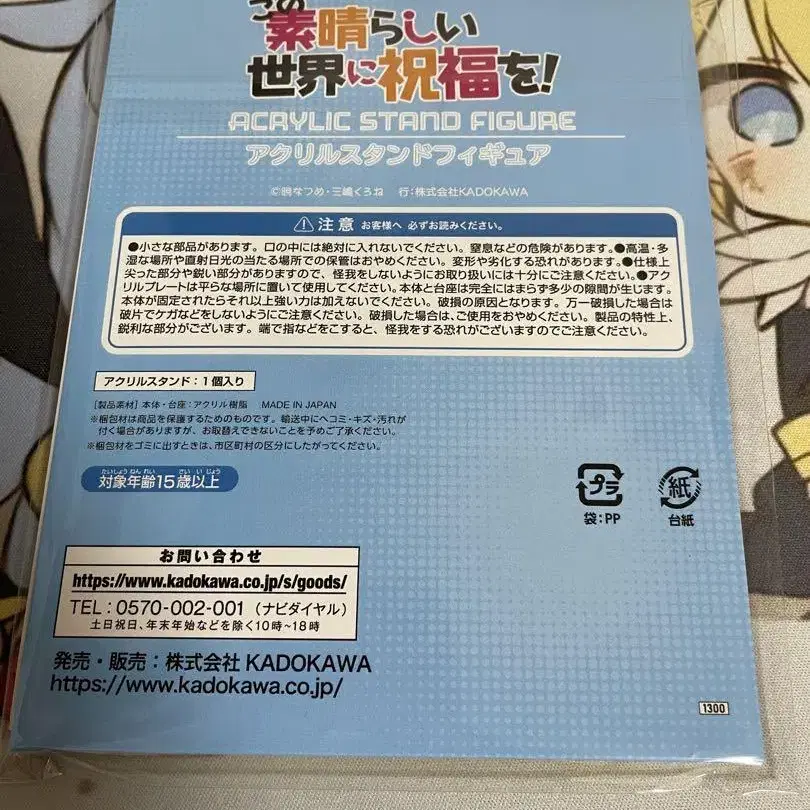 この
素晴らしい
世界に祝福を!
ACRYLIC STAND FIGURE
アクリルスタンドフィギュア
©暁なつめ・三嶋くろね 行:株式会社KADOKAWA
注意 お客様へ 必ずお読みください。
●小さな部品があります。口の中には絶対に入れないでください。窒息などの危険があります。●高温・多
湿な場所や直射日光の当たる場所での保管はおやめください。変形や劣化する恐れがあります。●仕様上
尖った部分や鋭い部分がありますので、怪我をしないようにお取り扱いには十分にご注意ください。●アク
リルプレートは平らな場所に置いて使用してください。本体と台座は完全にはまらず多少の隙間が生じます。
本体が固定されたらそれ以上強い力は加えないでください。破損の原因となります。万一破損した場合は
破片でケガなどをしないようにご注意ください。破損した場合は、ご使用をおやめください。製品の特性上、
鋭利な部分がございます。端で指などをこすると、怪我をする恐れがございますのでご注意ください。
アクリルスタンド:1個入り
[製品素材] 本体・台座:アクリル樹脂 MADE IN JAPAN
※梱包材は商品を保護するためのものです。輸送中にヘコミ・キズ・汚れが
付く場合がありますが、お取替えできないことを予めご了承ください。
※梱包材をゴミに出すときは、市区町村の区分にしたがってください。
たいしょうねんれい さい いじょう
対象年齢15歳以上
プラ
袋:PP
紙
台紙
お問い合わせ
https://www.kadokawa.co.jp/s/goods/
TEL:0570-002-001(ナビダイヤル)
土日祝日、年末年始などを除く10時~18時
発売・販売:株式会社 KADOKAWA
https://www.kadokawa.co.jp/
1300